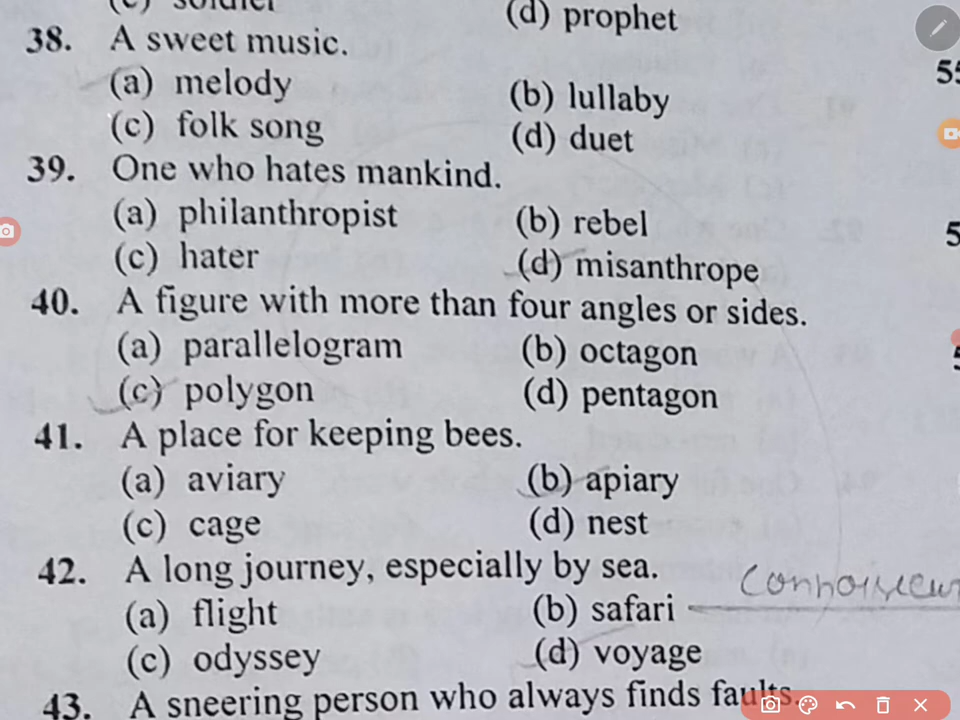 (d) prophet
38. A sweet music.
(a) melody (b) lullaby
(c) folk song (d) duet
39. One who hates mankind.
(a) philanthropist (b) rebel
(c) hater (d) misanthrope
40. A figure with more than four angles or sides.
(a) parallelogram (b) octagon
(c) polygon (d) pentagon
41. A place for keeping bees.
(a) aviary (b) apiary
(c) cage (d) nest
42. A long journey, especially by sea.
(a) flight (b) safari
(c) odyssey (d) voyage
43. A sneering person who always finds faults.